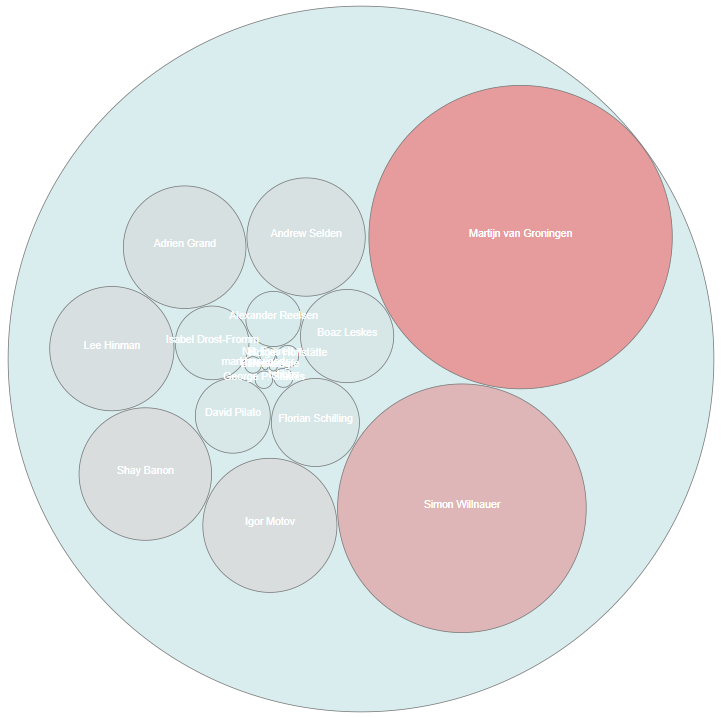 Martijn van Groningen
Andrew Selden
Adrien Grand
Alexander Reelsen
Boaz Leskes
Isabel Drost-Fromm
Lee Hinman
David Pilato
Florian Schilling
Shay Banon
Simon Willnauer
Igor Motov